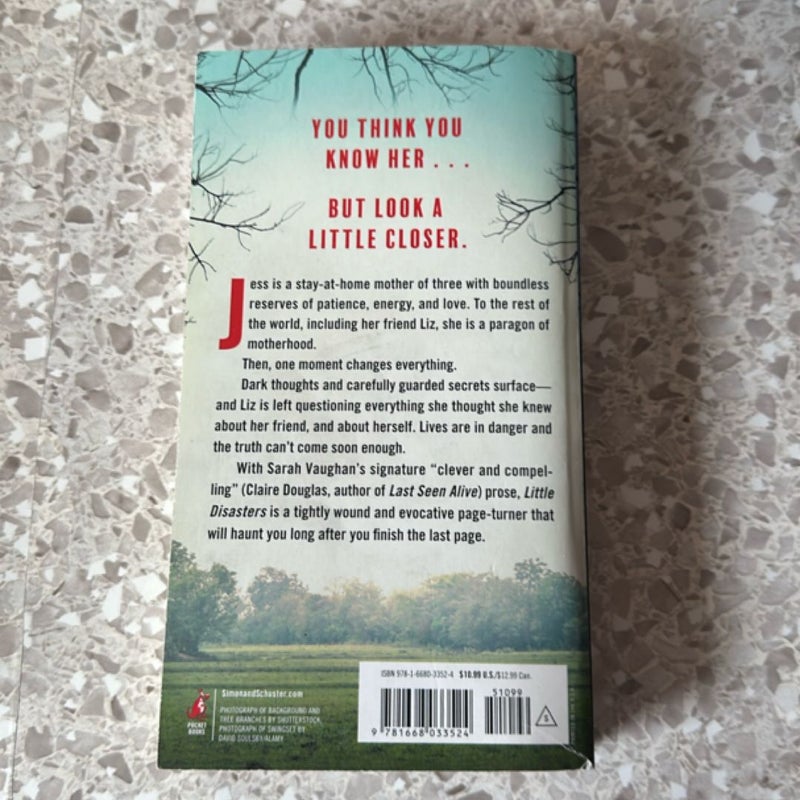 YOU THINK YOU
KNOW HER . . .
BUT LOOK A
LITTLE CLOSER.
Jess is a stay-at-home mother of three with boundless
reserves of patience, energy, and love. To the rest of
the world, including her friend Liz, she is a paragon of
motherhood.
Then, one moment changes everything.
Dark thoughts and carefully guarded secrets surface—
and Liz is left questioning everything she thought she knew
about her friend, and about herself. Lives are in danger and
the truth can't come soon enough.
With Sarah Vaughan's signature "clever and compel-
ling" (Claire Douglas, author of Last Seen Alive) prose, Little
Disasters is a tightly wound and evocative page-turner that
will haunt you long after you finish the last page.
POCKET
BOOKS
SimonandSchuster.com
PHOTOGRAPH OF BACKGROUND AND
TREE BRANCHES BY SHUTTERSTOCK,
PHOTOGRAPH OF SWINGSET BY
DAVID SOULSBY/ALAMY
ISBN 978-1-6680-3352-4 $10.99 U.S./$12.99 Can.
51099
9 781668 033524
S